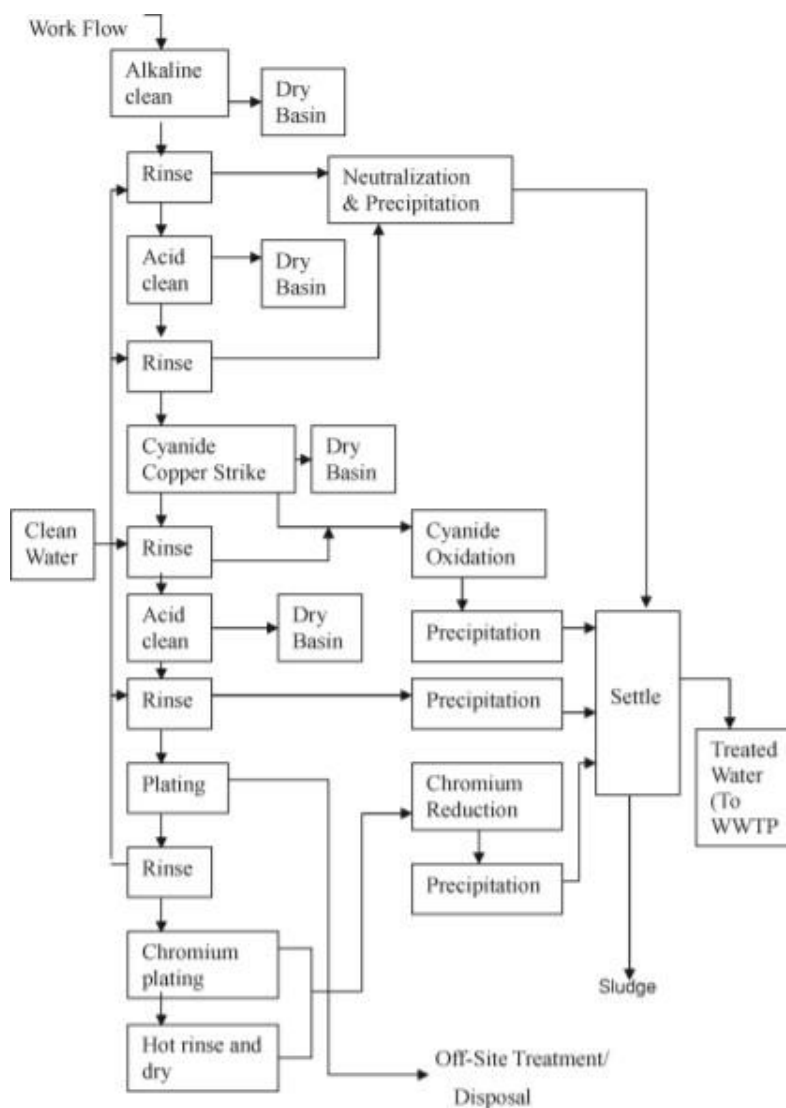 Work Flow
Alkaline
clean
Dry
Basin
Rinse
Neutralization
& Precipitation
Acid
clean
Dry
Basin
Rinse
Cyanide
Copper Strike
Dry
Basin
Clean
Water
Rinse
Cyanide
Oxidation
Acid
clean
Dry
Basin
Precipitation
Rinse
Precipitation
Settle
Treated
Water
(To
WWTP
Plating
Chromium
Reduction
Rinse
Precipitation
Chromium
plating
Sludge
Hot rinse and
dry
Off-Site Treatment/
Disposal